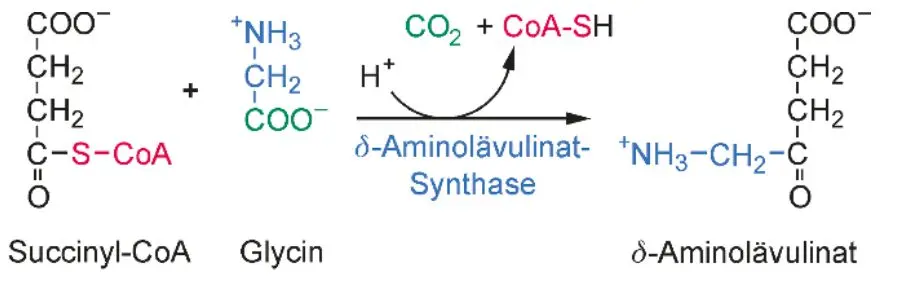 COO⁻
CH₂
CH₂
C–S–CoA
O
+
⁺NH₃
CH₂
COO⁻
CO₂ + CoA-SH
H⁺
δ-Aminolävulinat-
Synthase
COO⁻
CH₂
CH₂
⁺NH₃–CH₂–C
O
Succinyl-CoA
Glycin
δ-Aminolävulinat